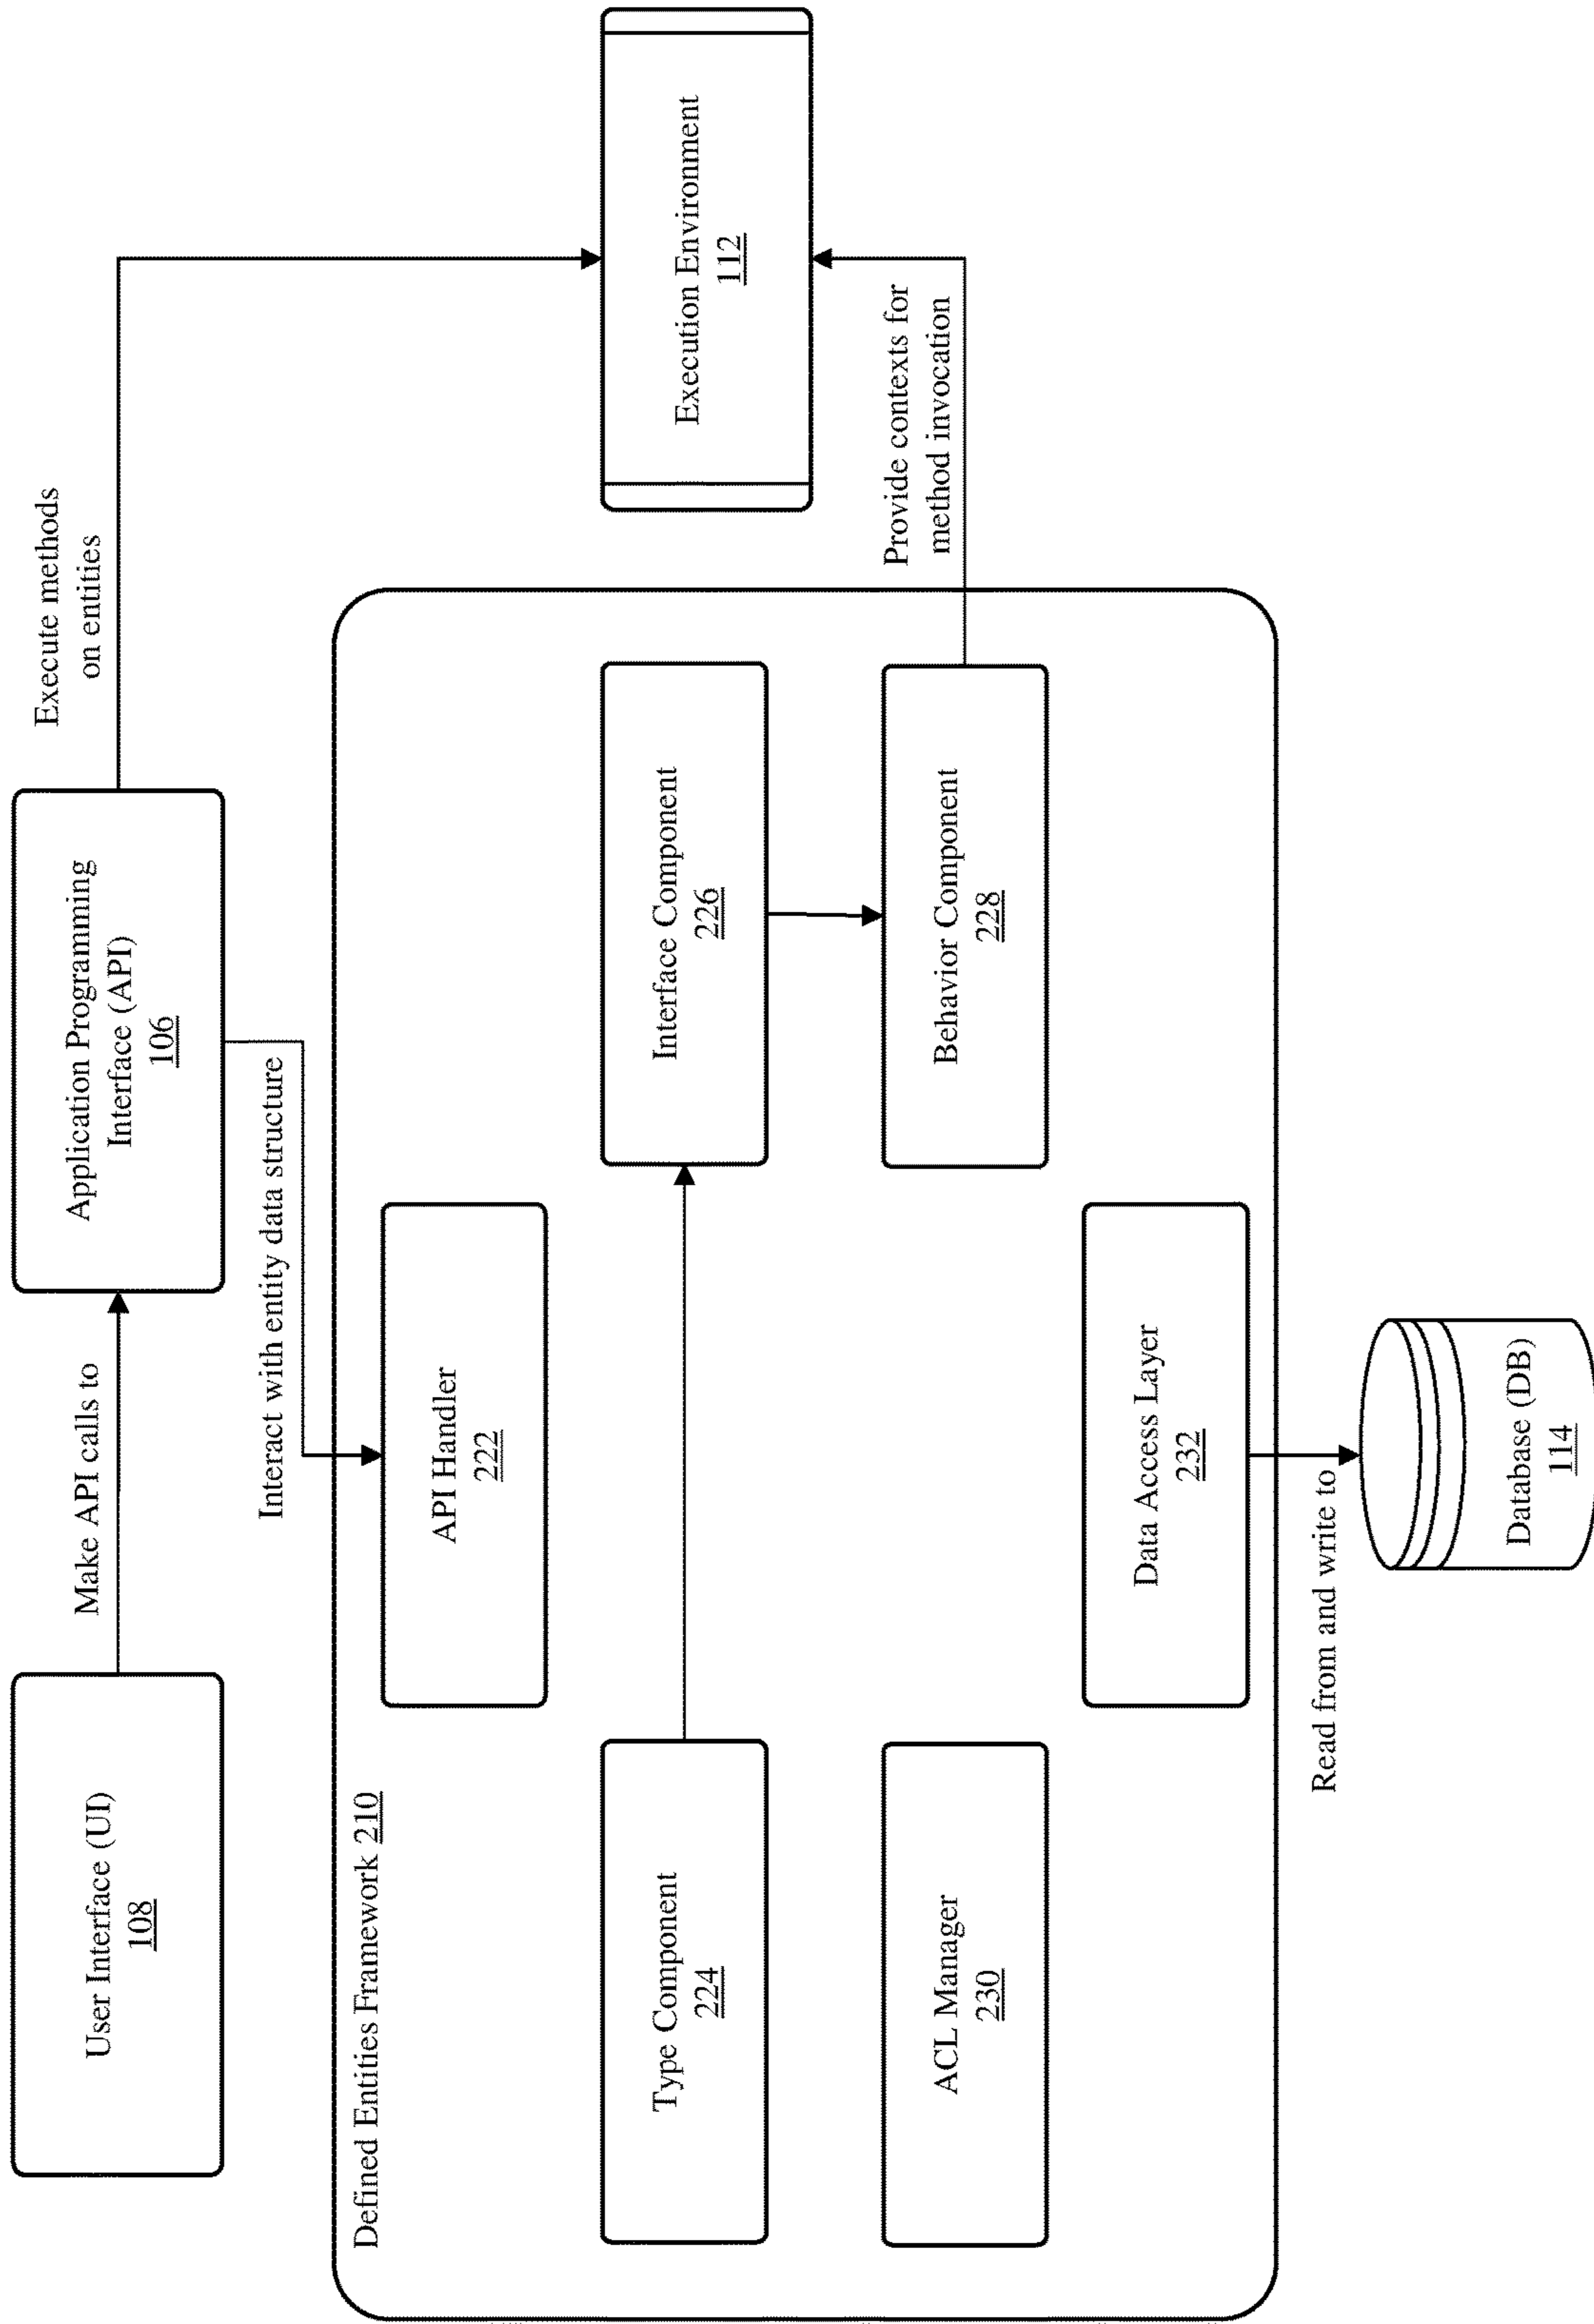 User Interface (UI)
108
Make API calls to
Application Programming
Interface (API)
106
Execute methods
on entities
Interact with entity data structure
Defined Entities Framework 210
API Handler
222
Type Component
224
Interface Component
226
Execution Environment
112
ACL Manager
230
Behavior Component
228
Provide contexts for
method invocation
Data Access Layer
232
Read from and write to
Database (DB)
114